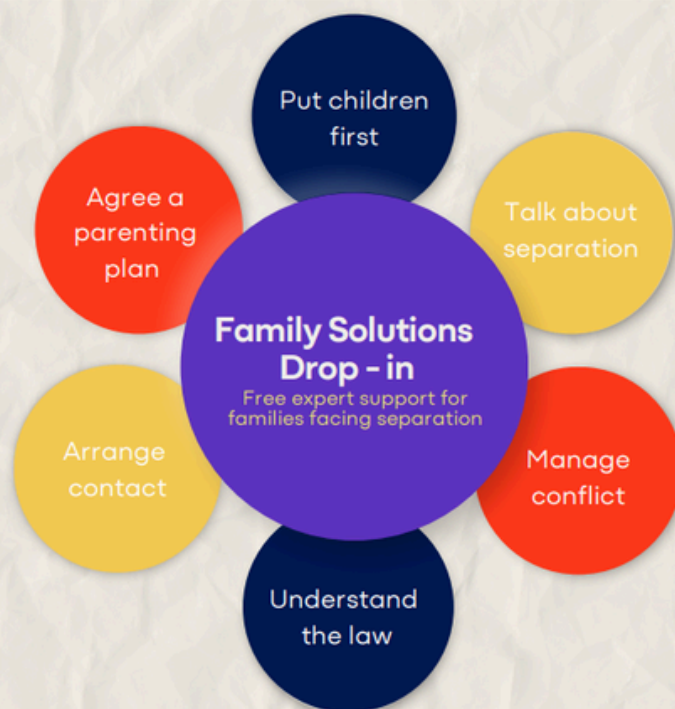 Put children
first
Agree a
parenting
plan
Talk about
separation
Family Solutions
Drop - in
Free expert support for
families facing separation
Arrange
contact
Manage
conflict
Understand
the law